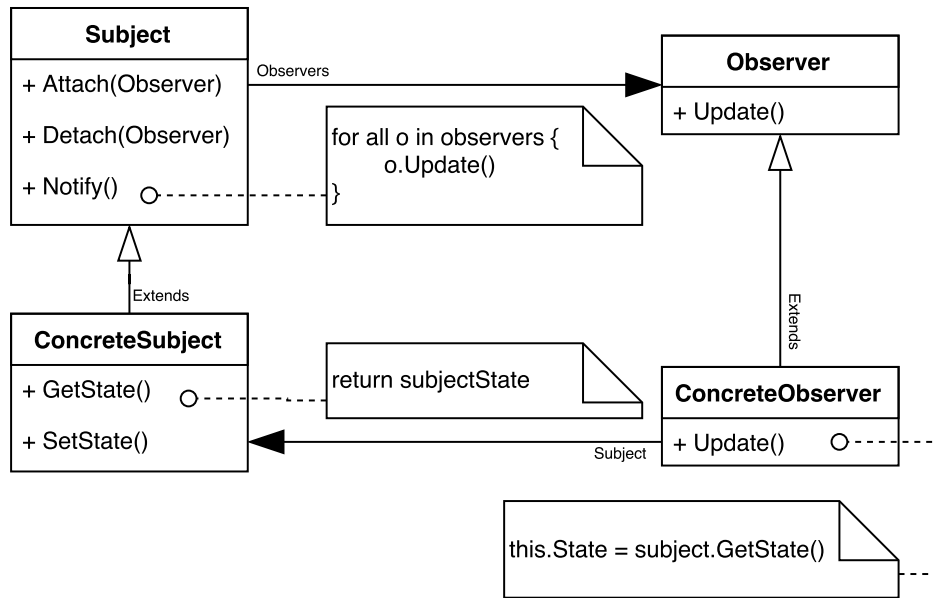 Subject
+ Attach(Observer)
+ Detach(Observer)
+ Notify()
Observers
for all o in observers {
o.Update()
}
Observer
+ Update()
Extends
Extends
ConcreteSubject
+ GetState()
+ SetState()
return subjectState
Subject
ConcreteObserver
+ Update()
this.State = subject.GetState()